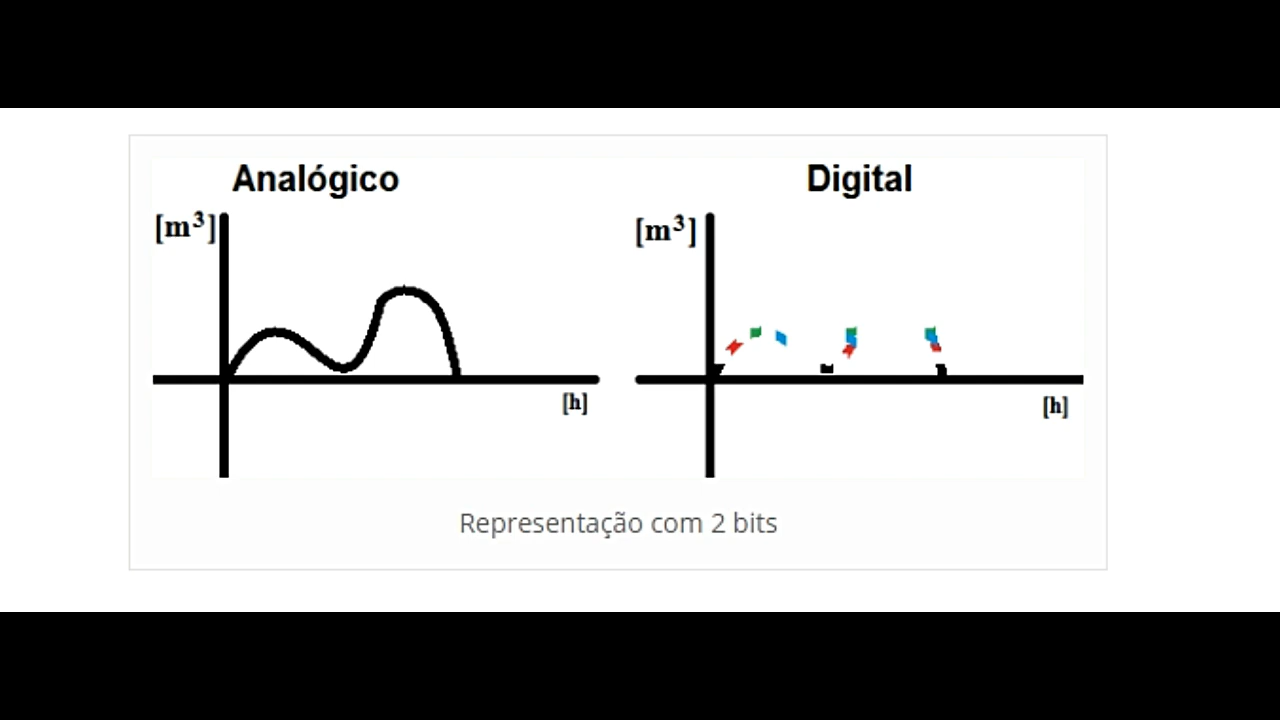 Analógico
[m³]
[h]
Digital
[m³]
[h]
Representação com 2 bits